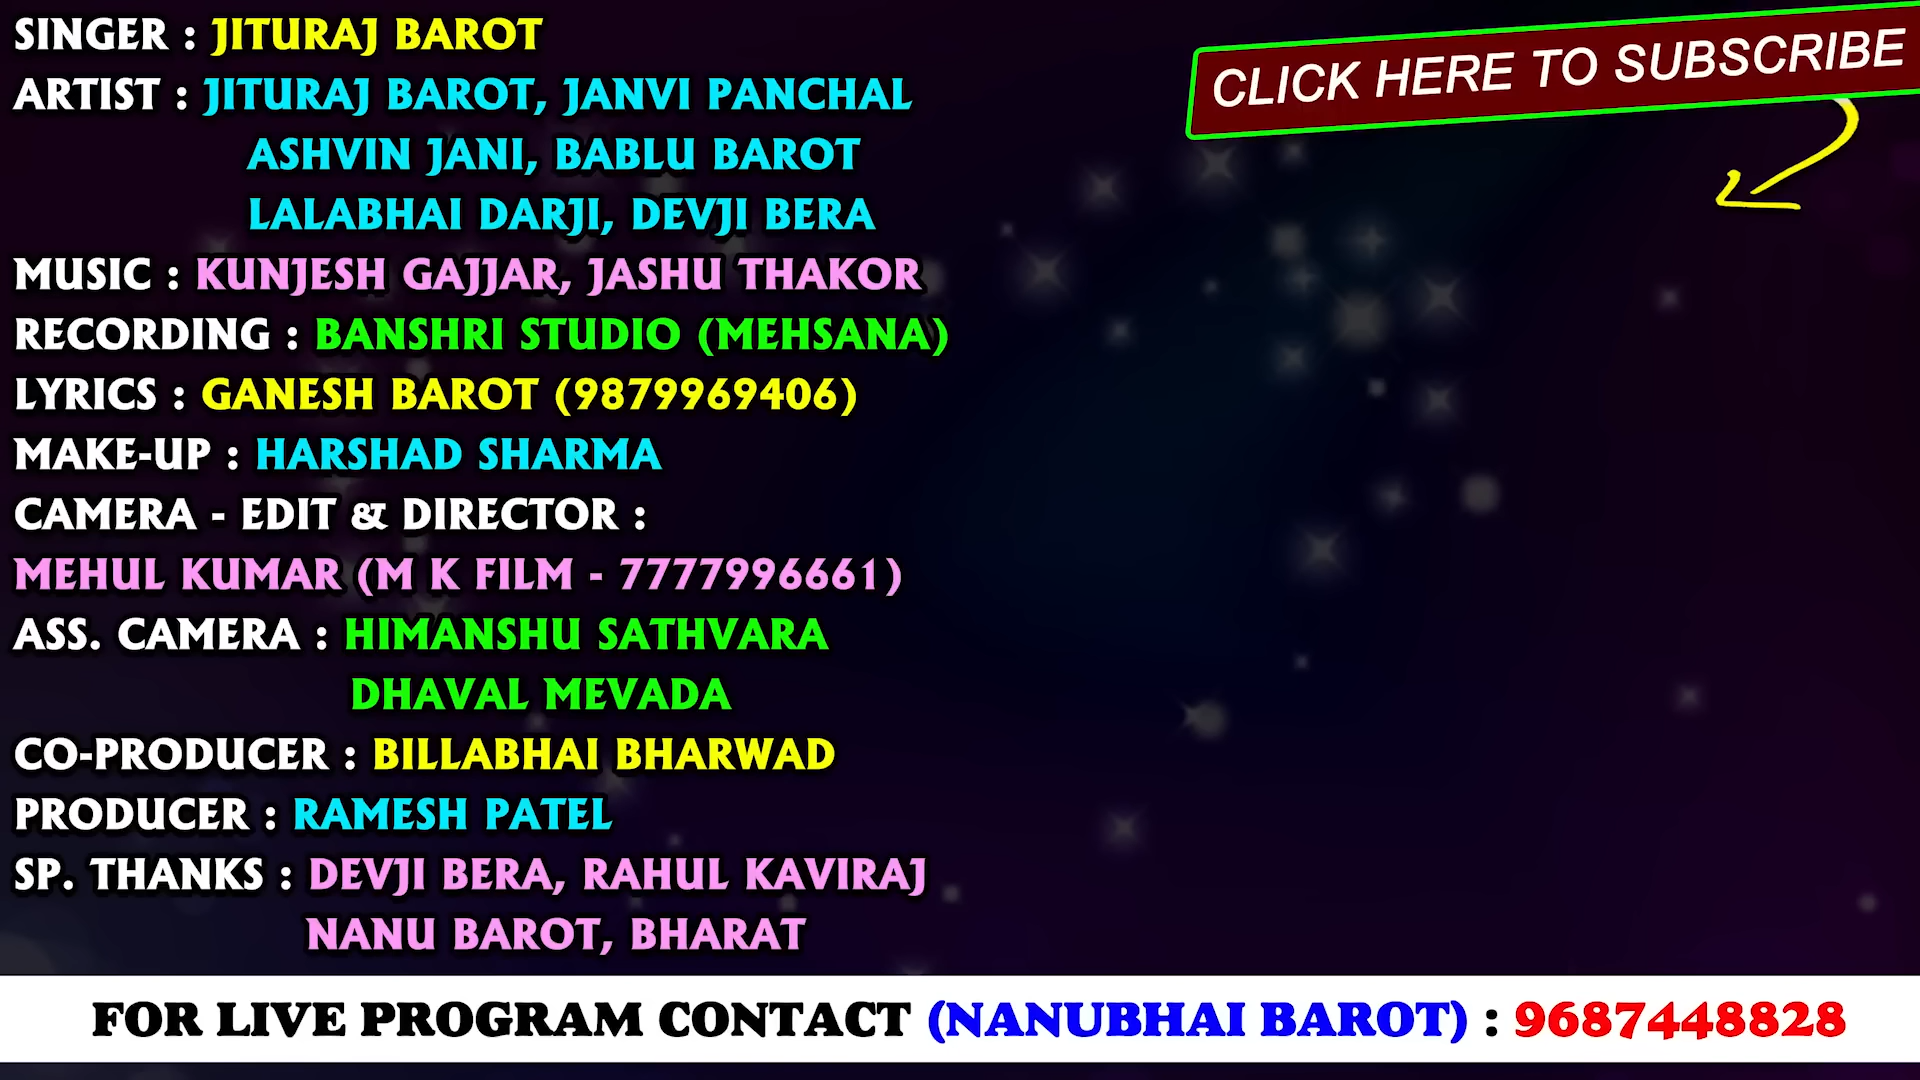 SINGER : JITURAJ BAROT
ARTIST : JITURAJ BAROT, JANVI PANCHAL
ASHVIN JANI, BABLU BAROT
LALABHAI DARJI, DEVJI BERA
MUSIC : KUNJESH GAJJAR, JASHU THAKOR
RECORDING : BANSHRI STUDIO (MEHSANA)
LYRICS : GANESH BAROT (9879969406)
MAKE-UP : HARSHAD SHARMA
CAMERA - EDIT & DIRECTOR :
MEHUL KUMAR (M K FILM - 7777996661)
ASS. CAMERA : HIMANSHU SATHVARA
DHAVAL MEVADA
CO-PRODUCER : BILLABHAI BHARWAD
PRODUCER : RAMESH PATEL
SP. THANKS : DEVJI BERA, RAHUL KAVIRAJ
NANU BAROT, BHARAT
CLICK HERE TO SUBSCRIBE
FOR LIVE PROGRAM CONTACT (NANUBHAI BAROT) : 9687448828